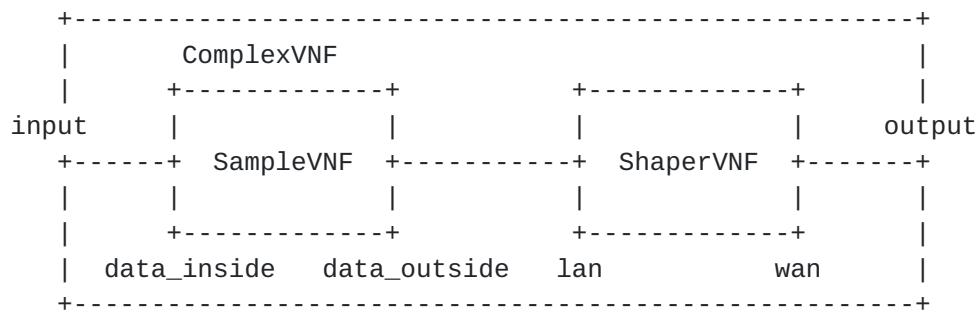 ComplexVNF
input output
SampleVNF ShaperVNF
data_inside data_outside lan wan